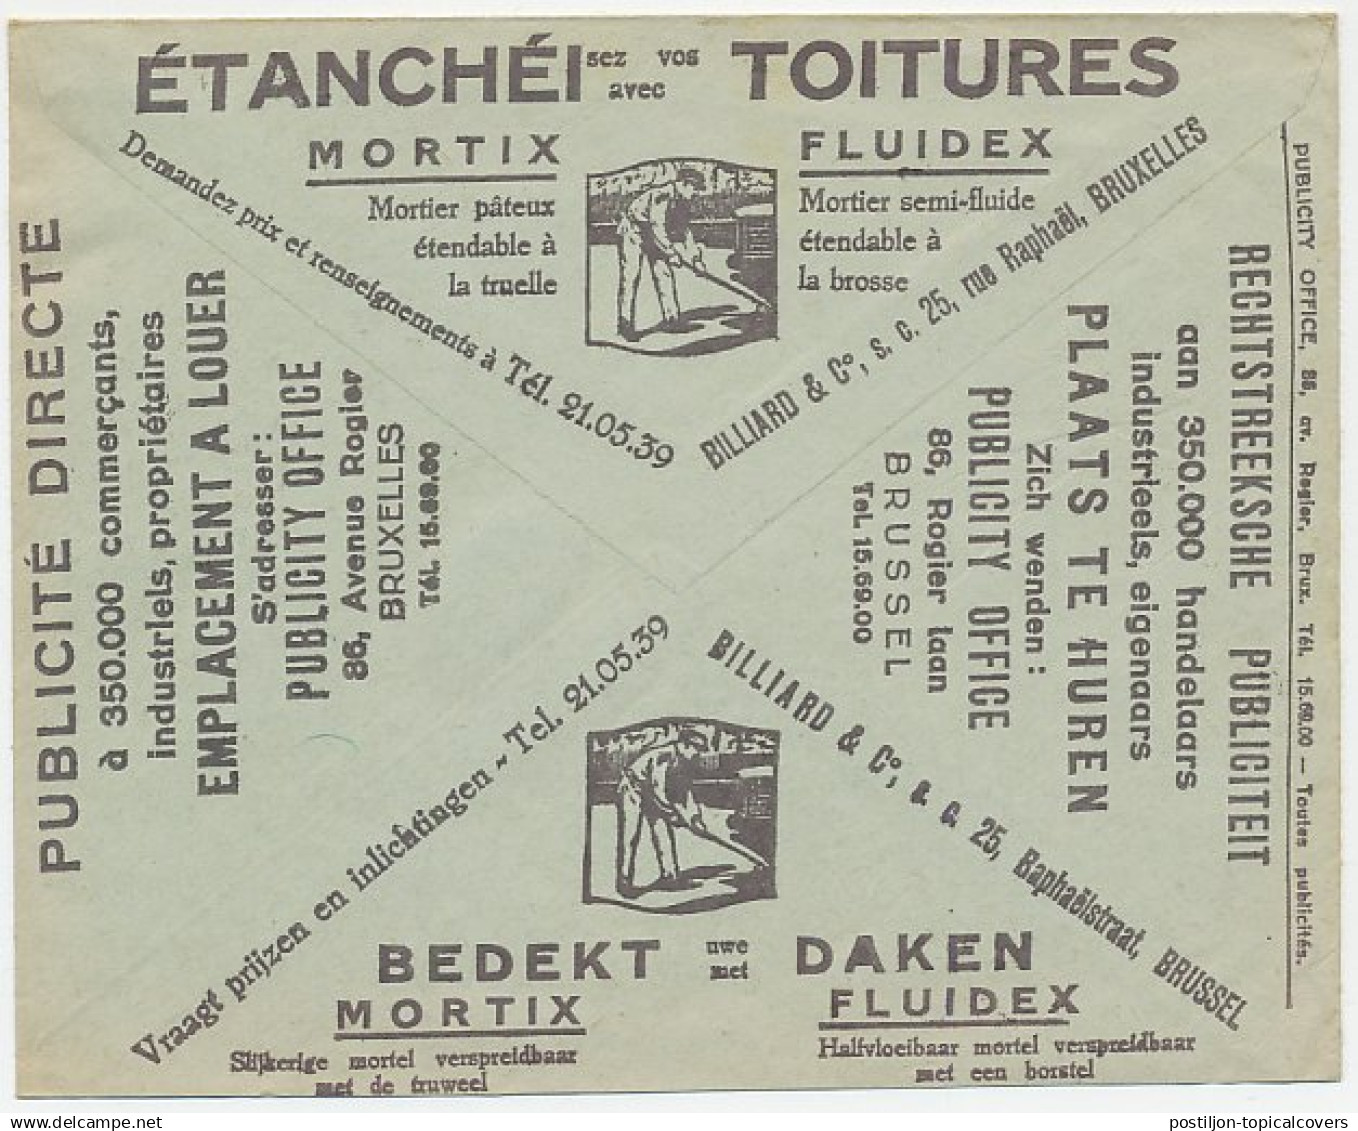 ÉTANCHÉIsez vos avec TOITURES
MORTIX
Mortier pâteux
étendable à
la truelle
FLUIDEX
Mortier semi-fluide
étendable à
la brosse
Demandez prix et renseignements à Tél. 21.05.39
BILLIARD & C°, s. c. 25, rue Raphaël, BRUXELLES
PUBLICITÉ DIRECTE
à 350.000 commerçants,
industriels, propriétaires
EMPLACEMENT A LOUER
S'adresser:
PUBLICITY OFFICE
86, Avenue Rogier
BRUXELLES
Tél. 15.69.00
RECHTSTREEKSCHE PUBLICITEIT
aan 350.000 handelaars
industrieels, eigenaars
PLAATS TE HUREN
Zich wenden:
PUBLICITY OFFICE
86, Rogier laan
BRUSSEL
Tel. 15.69.00
PUBLICITY OFFICE, 86, av. Rogier, Brux. Tél. 15.69.00 — Toutes publicités.
Vraagt prijzen en inlichtingen ~ Tel. 21.05.39
BILLIARD & C°, s. c. 25, Raphaëlstraat, BRUSSEL
BEDEKT uwe met DAKEN
MORTIX
Slijkerige mortel verspreidbaar
met de truweel
FLUIDEX
Halfvloeibaar mortel verspreidbaar
met een borstel
postiljon-topicalcovers